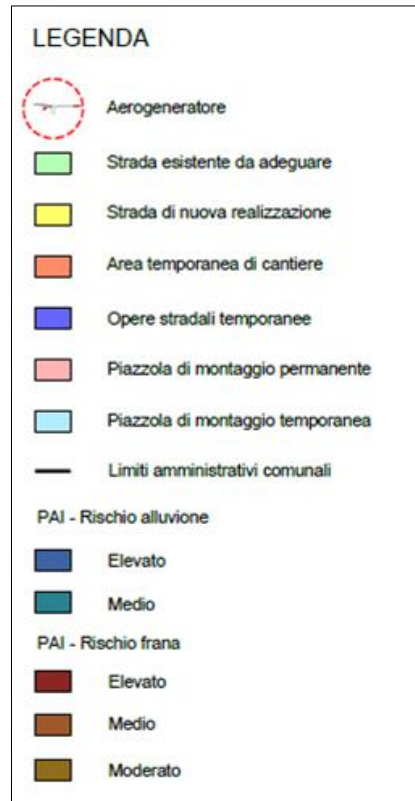 LEGENDA
Aerogeneratore
Strada esistente da adeguare
Strada di nuova realizzazione
Area temporanea di cantiere
Opere stradali temporanee
Piazzola di montaggio permanente
Piazzola di montaggio temporanea
Limiti amministrativi comunali
PAI - Rischio alluvione
Elevato
Medio
PAI - Rischio frana
Elevato
Medio
Moderato